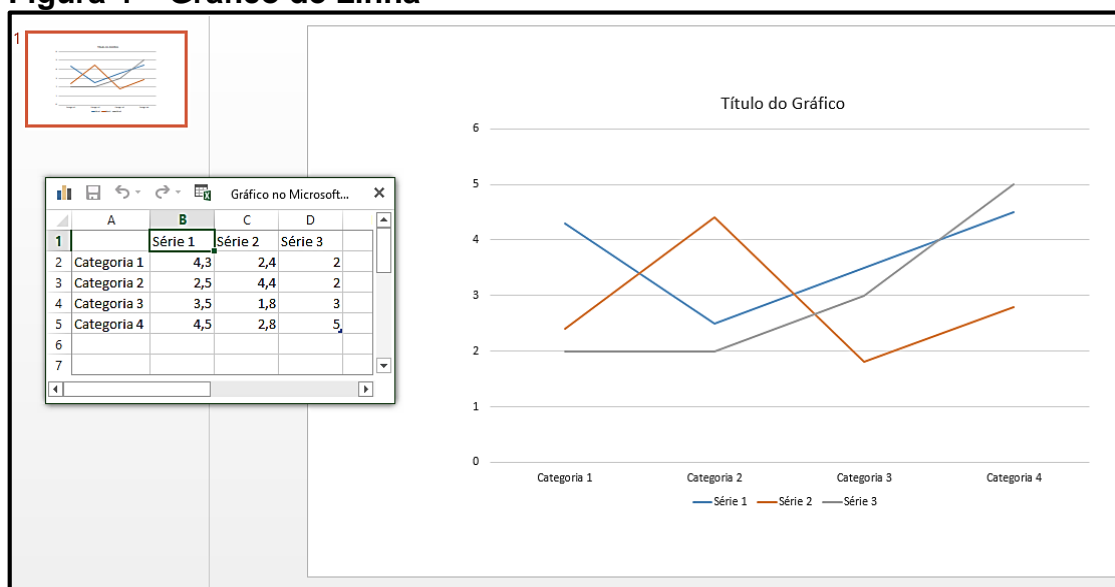 Figura 4 – Gráfico de Linha
1
Gráfico no Microsoft...
A B C D
1 Série 1 Série 2 Série 3
2 Categoria 1 4,3 2,4 2
3 Categoria 2 2,5 4,4 2
4 Categoria 3 3,5 1,8 3
5 Categoria 4 4,5 2,8 5
6
7
Título do Gráfico
6
5
4
3
2
1
0
Categoria 1 Categoria 2 Categoria 3 Categoria 4
Série 1 Série 2 Série 3